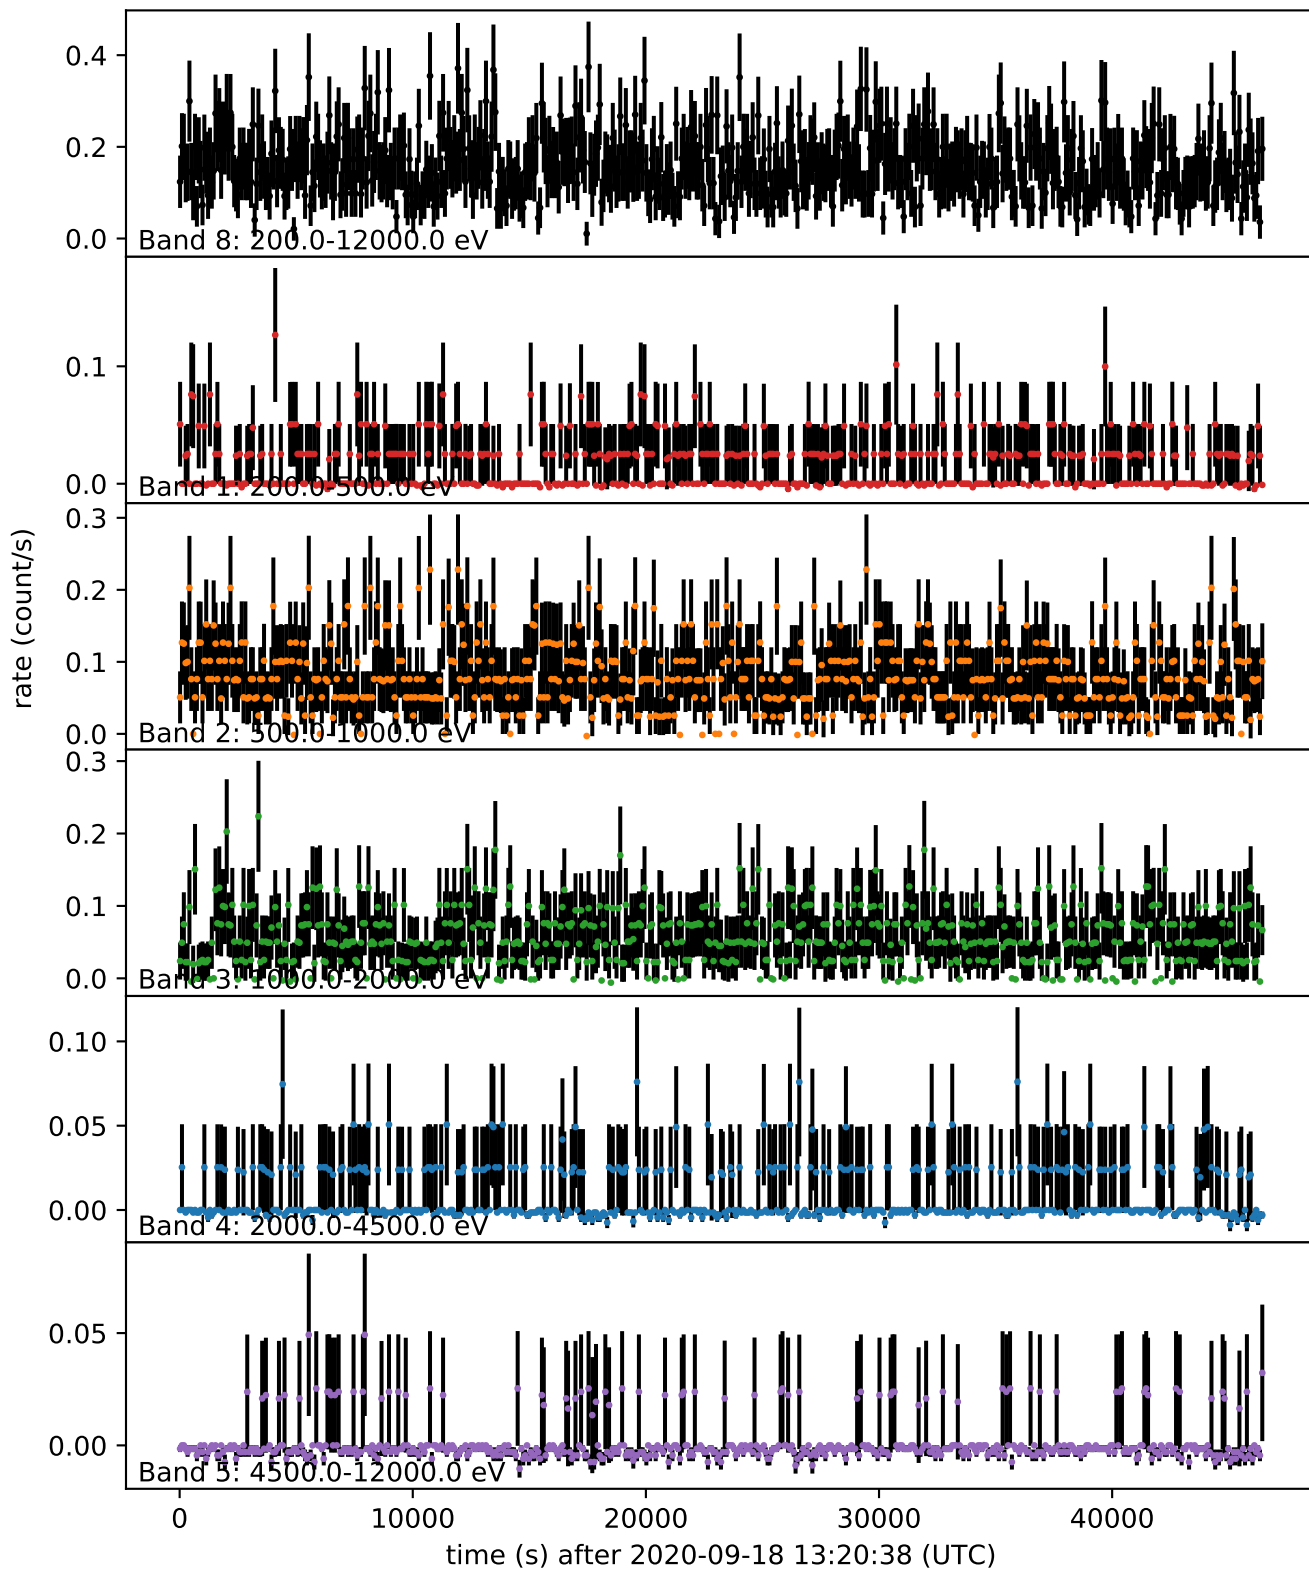 0.4
0.2
0.0
Band 8: 200.0-12000.0 eV
0.1
0.0
Band 1: 200.0-500.0 eV
0.3
0.2
0.1
0.0
Band 2: 500.0-1000.0 eV
rate (count/s)
0.3
0.2
0.1
0.0
Band 3: 1000.0-2000.0 eV
0.10
0.05
0.00
Band 4: 2000.0-4500.0 eV
0.05
0.00
Band 5: 4500.0-12000.0 eV
0 10000 20000 30000 40000
time (s) after 2020-09-18 13:20:38 (UTC)